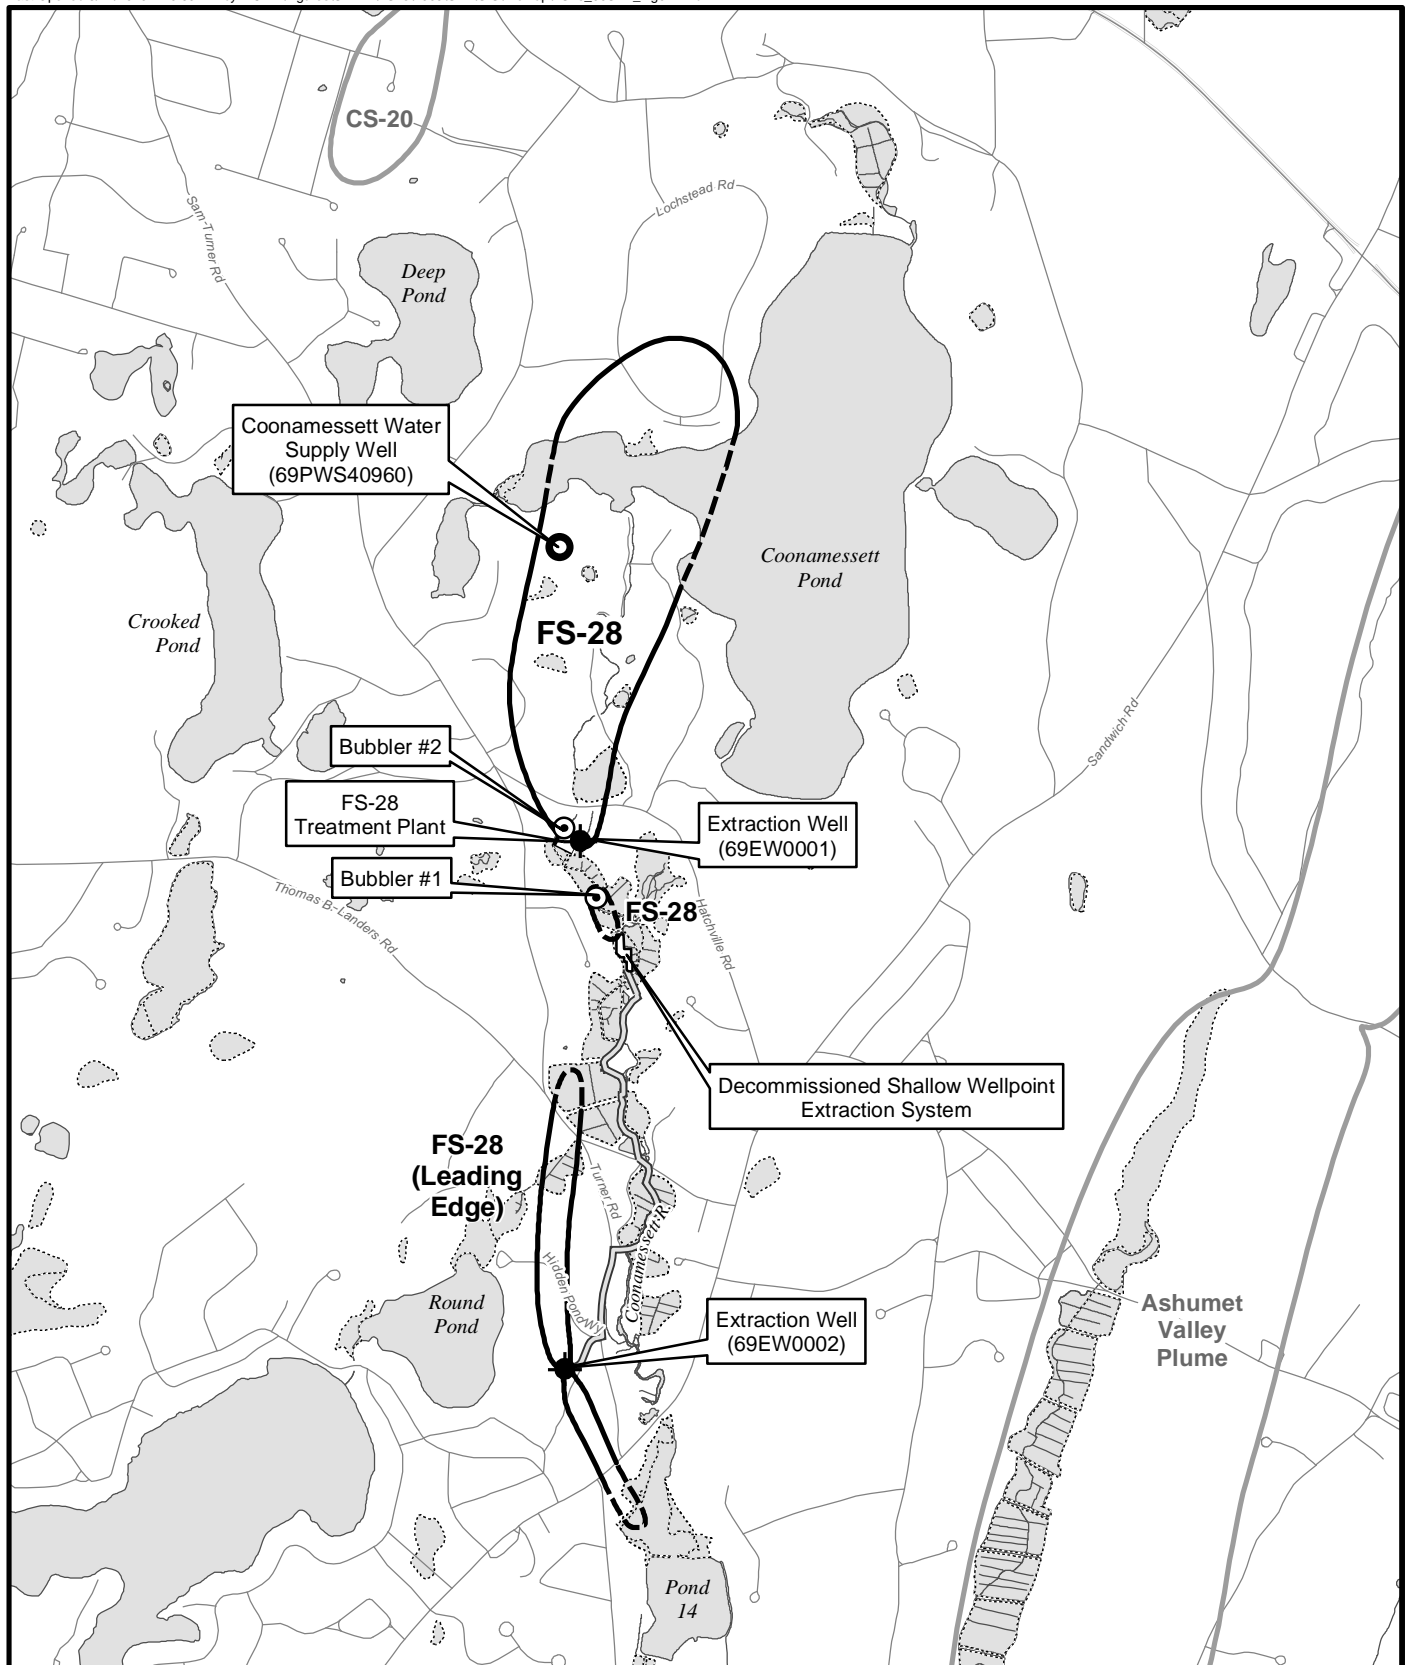 CS-20
Sam-Turner Rd
Lochstead Rd
Deep
Pond
Coonamessett Water
Supply Well
(69PWS40960)
Coonamessett
Pond
Crooked
Pond
FS-28
Sandwich Rd
Bubbler #2
FS-28
Treatment Plant
Extraction Well
(69EW0001)
Bubbler #1
Thomas B.-Landers Rd
FS-28
Hatchville Rd
Decommissioned Shallow Wellpoint
Extraction System
FS-28
(Leading
Edge)
Turner Rd
Coonamessett R.
Hidden Pond Wy
Round
Pond
Extraction Well
(69EW0002)
Ashumet
Valley
Plume
Pond
14